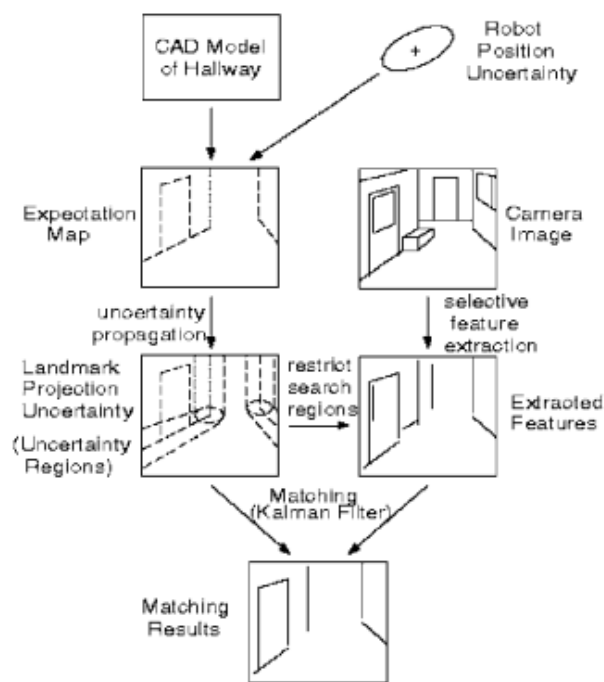 CAD Model
of Hallway
Robot
Position
Uncertainty
Expectation
Map
Camera
Image
uncertainty
propagation
selective
feature
extraction
Landmark
Projection
Uncertainty
(Uncertainty
Regions)
restrict
search
regions
Extracted
Features
Matching
(Kalman Filter)
Matching
Results